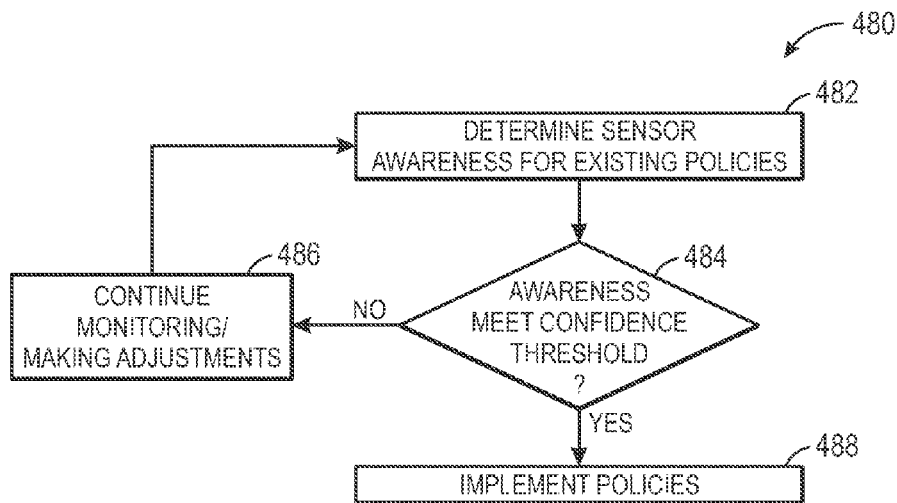 480
482
DETERMINE SENSOR
AWARENESS FOR EXISTING POLICIES
484
AWARENESS
MEET CONFIDENCE
THRESHOLD
?
NO
486
CONTINUE
MONITORING/
MAKING ADJUSTMENTS
YES
488
IMPLEMENT POLICIES